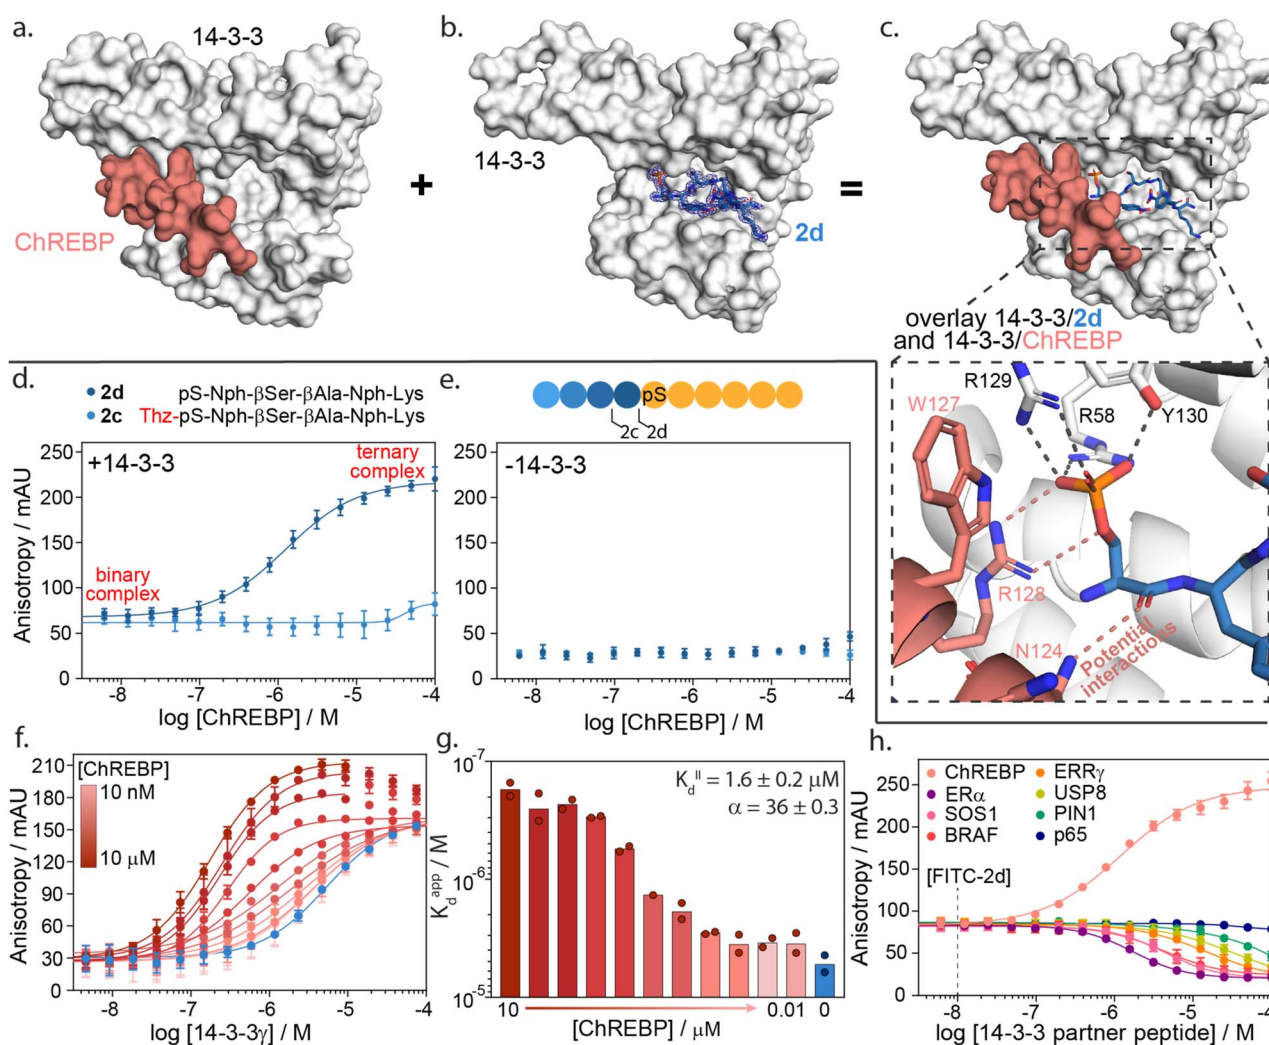 a.
14-3-3
ChREBP
+
b.
14-3-3
2d
=
c.
overlay 14-3-3/2d
and 14-3-3/ChREBP
R129
W127
R58
Y130
R128
N124
Potential
interactions
d.
2d pS-Nph-βSer-βAla-Nph-Lys
2c Thz-pS-Nph-βSer-βAla-Nph-Lys
+14-3-3
ternary
complex
binary
complex
Anisotropy / mAU
250
200
150
100
50
0
-8 -7 -6 -5 -4
log [ChREBP] / M
e.
pS
2c 2d
-14-3-3
250
200
150
100
50
0
-8 -7 -6 -5 -4
log [ChREBP] / M
f.
[ChREBP]
10 nM
10 μM
Anisotropy / mAU
210
180
150
120
90
60
30
0
-8 -7 -6 -5 -4
log [14-3-3γ] / M
g.
K_d^II = 1.6 ± 0.2 μM
α = 36 ± 0.3
K_d^app / M
10^-7
10^-6
10^-5
10 0.01 0
[ChREBP] / μM
h.
ChREBP
ERα
SOS1
BRAF
ERRγ
USP8
PIN1
p65
[FITC-2d]
Anisotropy / mAU
250
200
150
100
50
0
-8 -7 -6 -5 -4
log [14-3-3 partner peptide] / M